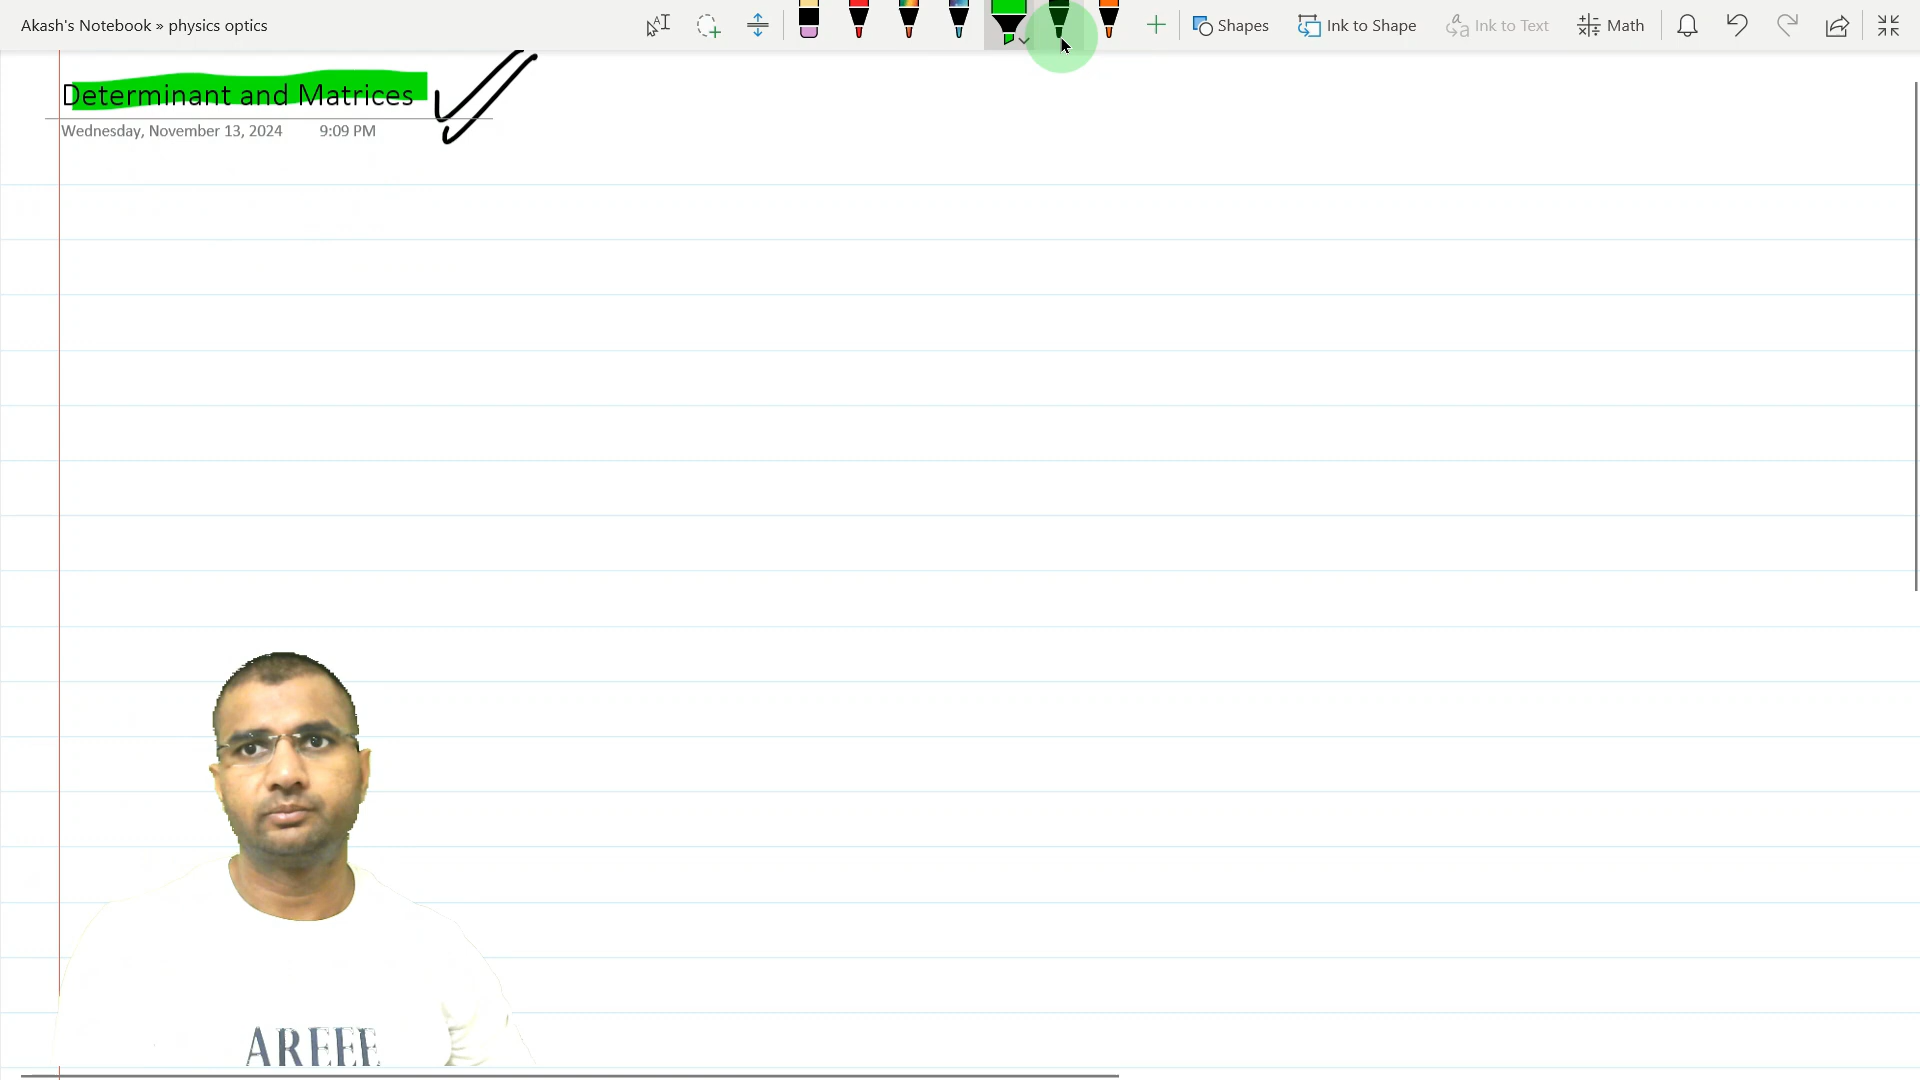 Akash's Notebook » physics optics
Shapes
Ink to Shape
Ink to Text
Math
Determinant and Matrices
Wednesday, November 13, 2024 9:09 PM
AREEE